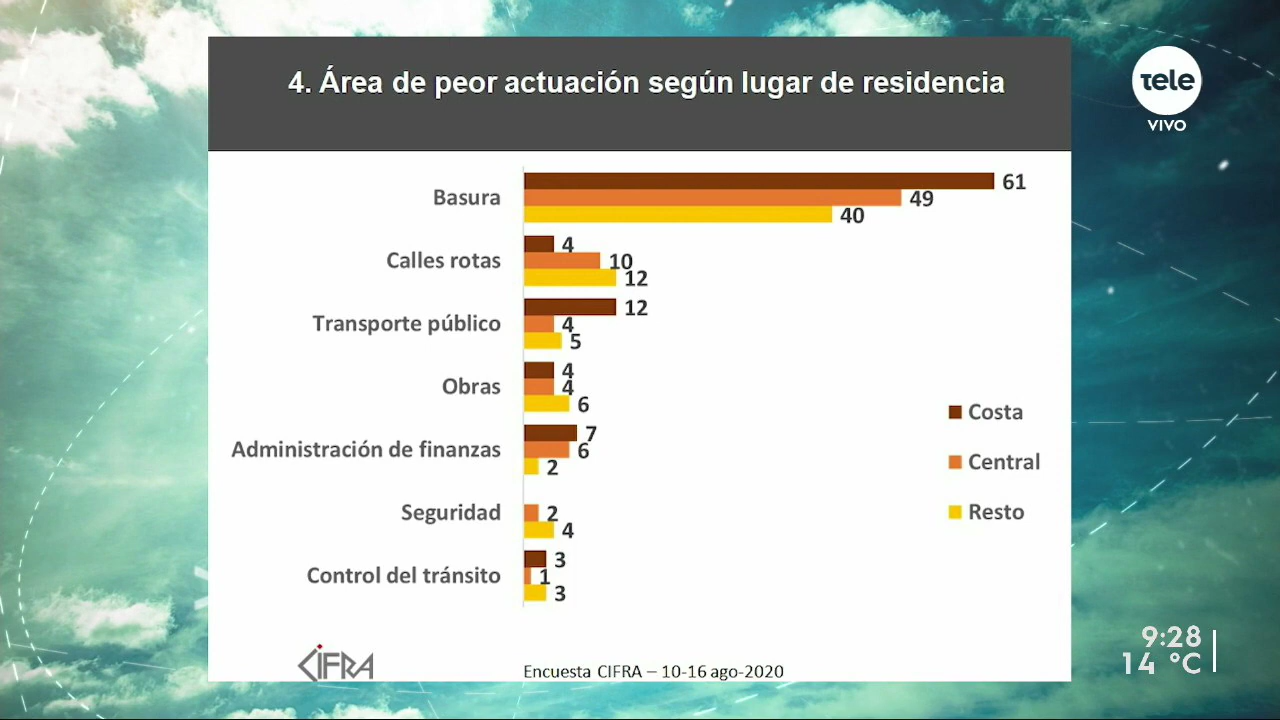 4. Área de peor actuación según lugar de residencia
tele
VIVO
Basura
61
49
40
Calles rotas
4
10
12
Transporte público
12
4
5
Obras
4
4
6
Administración de finanzas
7
6
2
Seguridad
2
4
Control del tránsito
3
1
3
Costa
Central
Resto
CIFRA
Encuesta CIFRA – 10-16 ago-2020
9:28
14 °C